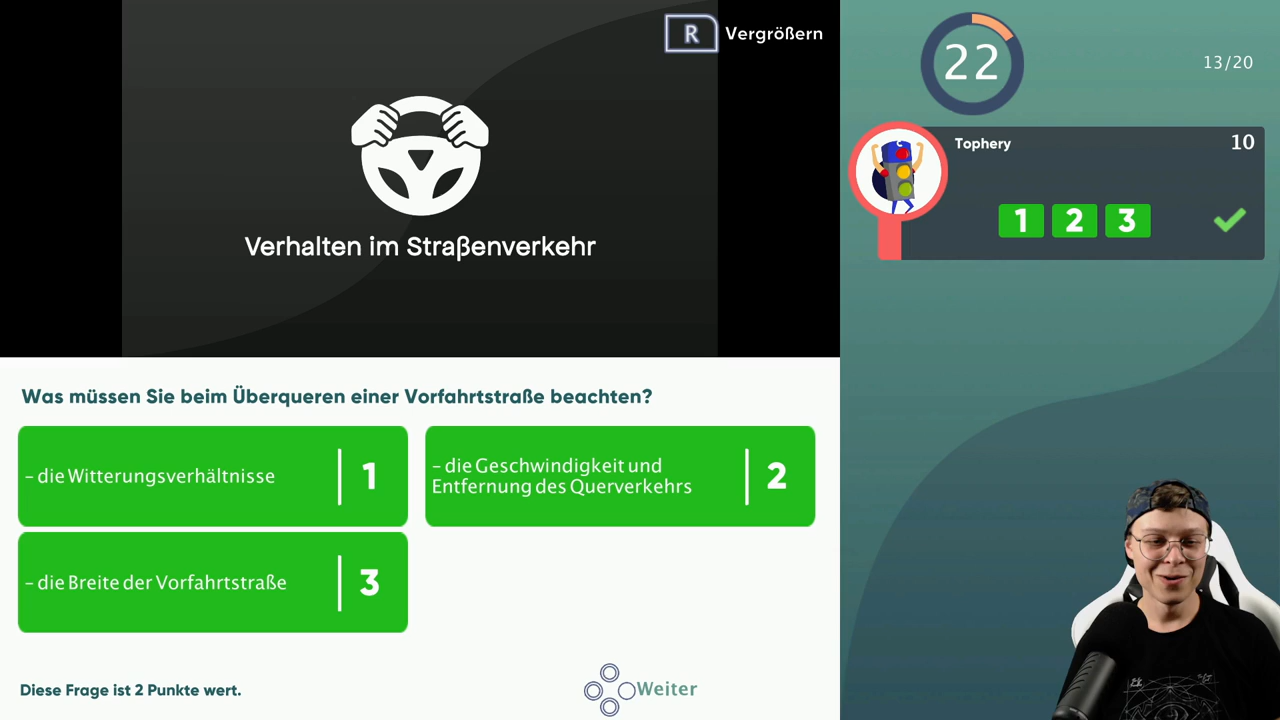 R Vergrößern
Verhalten im Straßenverkehr
22
13/20
Tophery 10
1 2 3
Was müssen Sie beim Überqueren einer Vorfahrtstraße beachten?
– die Witterungsverhältnisse 1
– die Geschwindigkeit und
Entfernung des Querverkehrs 2
– die Breite der Vorfahrtstraße 3
Diese Frage ist 2 Punkte wert.
Weiter